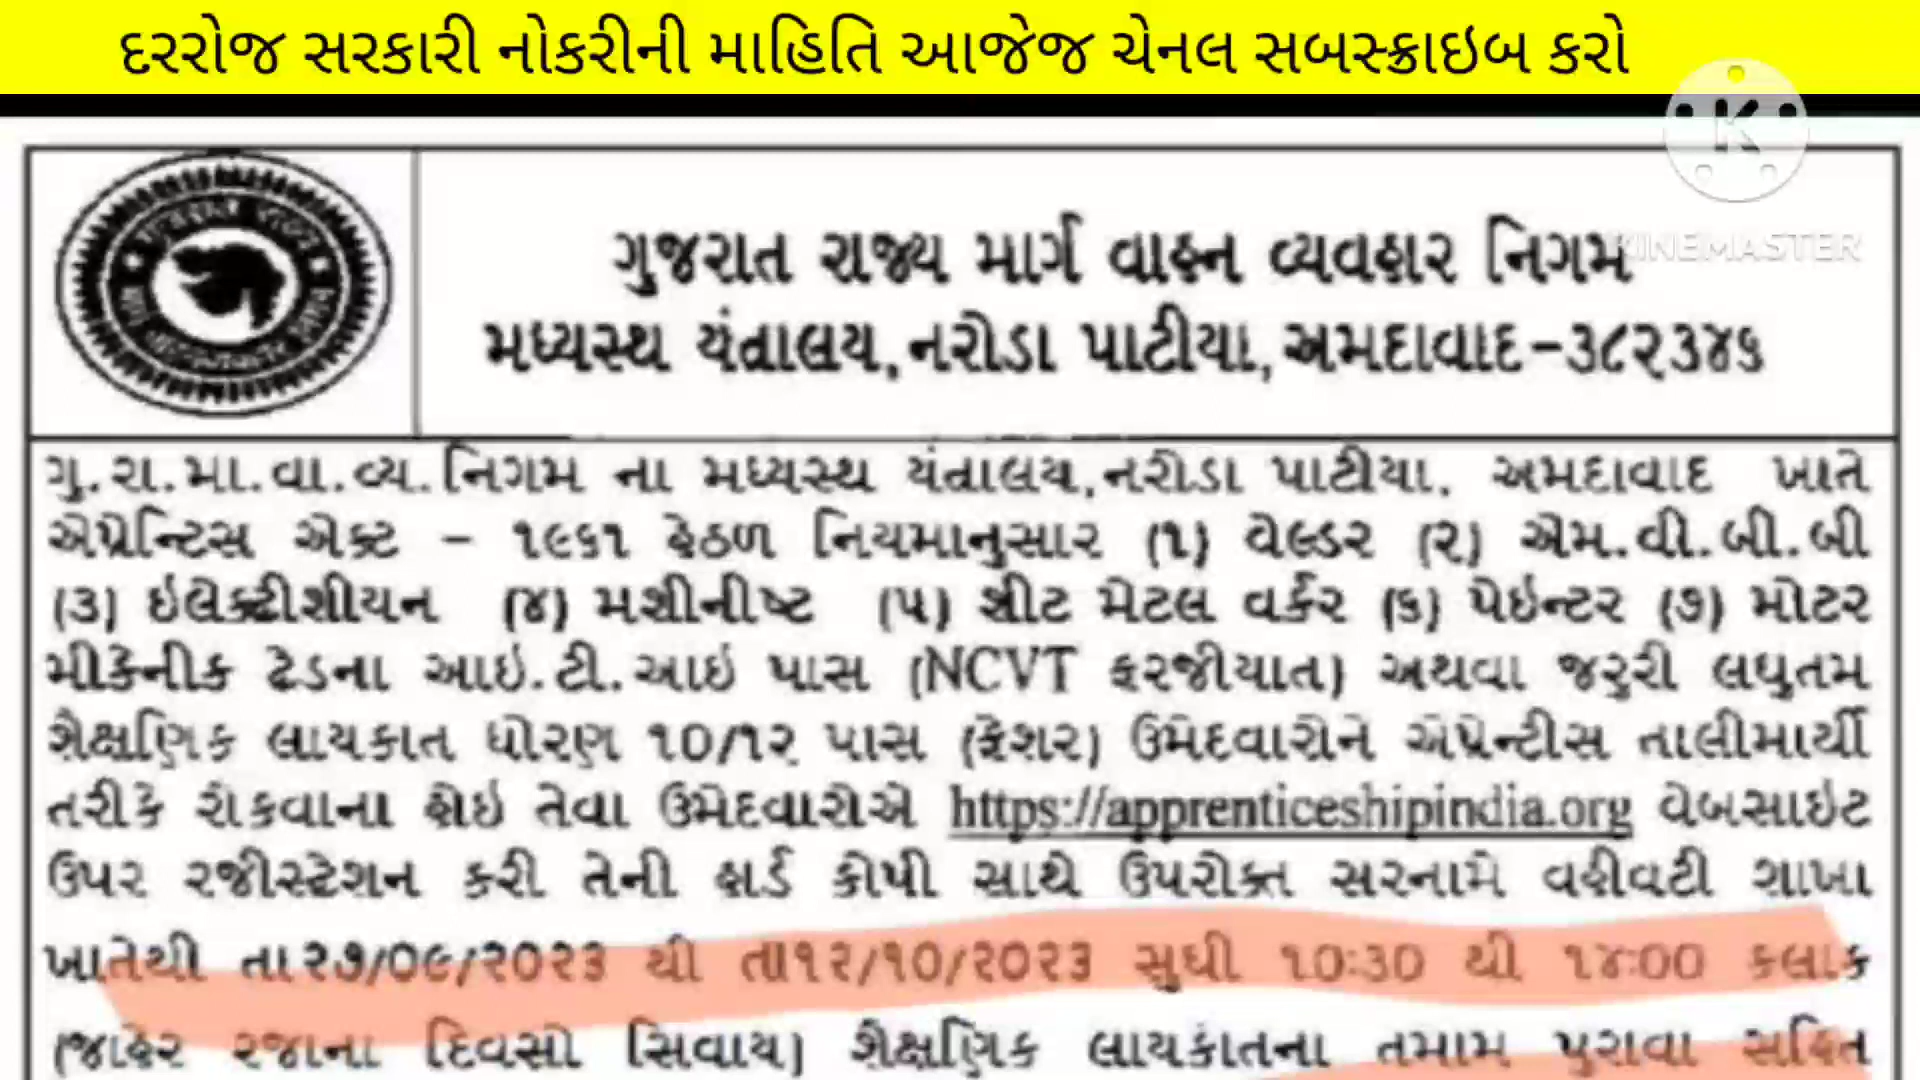 દરરોજ સરકારી નોકરીની માહિતિ આજેજ ચેનલ સબસ્ક્રાઇબ કરો
KINEMASTER
ગુજરાત રાજ્ય માર્ગ વાહન વ્યવહાર નિગમ
મધ્યસ્થ યંત્રાલય,નરોડા પાટીયા,અમદાવાદ-૩૮૨૩૪૬
ગુ.રા.મા.વા.વ્ય.નિગમ ના મધ્યસ્થ યંત્રાલય,નરોડા પાટીયા, અમદાવાદ ખાતે
એપ્રેન્ટિસ એક્ટ – ૧૯૬૧ હેઠળ નિયમાનુસાર (૧) વેલ્ડર (૨) એમ.વી.બી.બી
(૩) ઇલેક્ટ્રીશીયન (૪) મશીનીષ્ટ (૫) શીટ મેટલ વર્કર (૬) પેઇન્ટર (૭) મોટર
મીકેનીક ટ્રેડના આઇ.ટી.આઇ પાસ (NCVT ફરજીયાત) અથવા જરુરી લઘુતમ
શૈક્ષણિક લાયકાત ધોરણ ૧૦/૧૨ પાસ (ફ્રેશર) ઉમેદવારોને એપ્રેન્ટીસ તાલીમાર્થી
તરીકે રોકવાના હોઇ તેવા ઉમેદવારોએ https://apprenticeshipindia.org વેબસાઇટ
ઉપર રજીસ્ટ્રેશન કરી તેની હાર્ડ કોપી સાથે ઉપરોક્ત સરનામે વહીવટી શાખા
ખાતેથી તા૨૭/૦૯/૨૦૨૩ થી તા૧૨/૧૦/૨૦૨૩ સુધી ૧૦:૩૦ થી ૧૪:૦૦ કલાક
(જાહેર રજાના દિવસો સિવાય) શૈક્ષણિક લાયકાતના તમામ પુરાવા સહિત